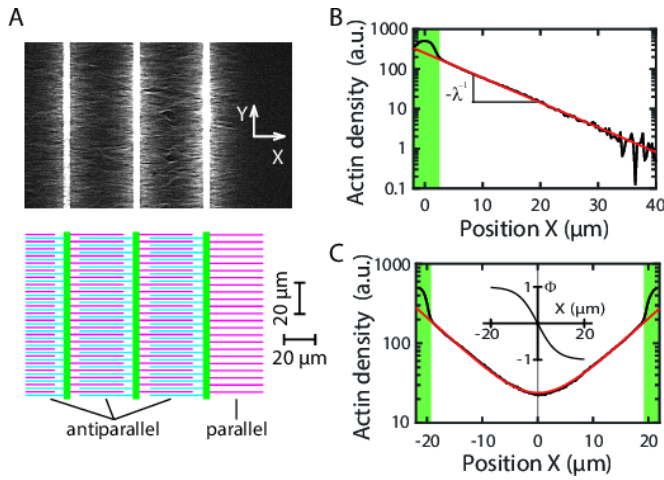 A
Y
X
20 µm
20 µm
antiparallel
parallel
B
Actin density (a.u.)
1000
100
10
1
0.1
-λ⁻¹
0
10
20
30
40
Position X (µm)
C
Actin density (a.u.)
1000
100
10
1
Φ
X (µm)
-20
20
-1
-20
-10
0
10
20
Position X (µm)